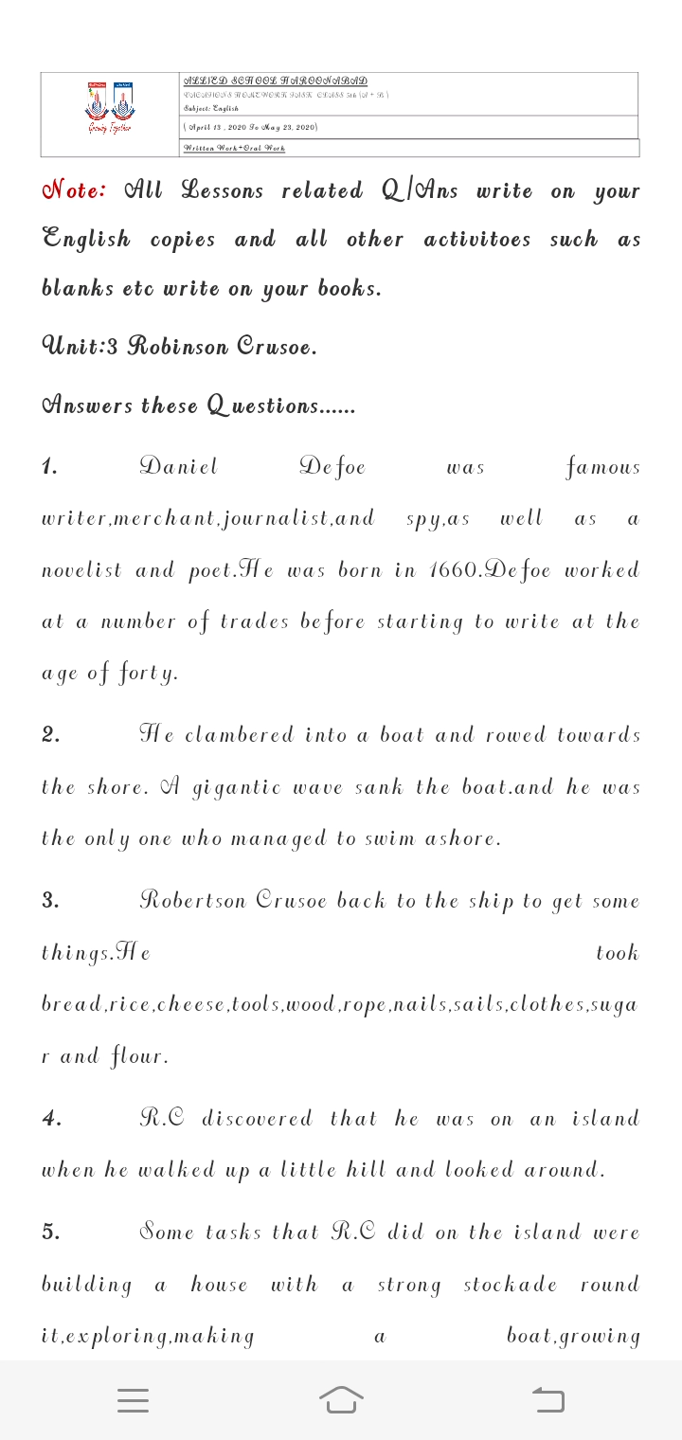 ALLIED SCHOOL HAROONABAD
VACATIONS HOMEWORK TASK CLASS 5th
Subject: English
( April 13 , 2020 To May 23, 2020)
Written Work+Oral Work
Growing Together
Note: All Lessons related Q/Ans write on your
English copies and all other activitoes such as
blanks etc write on your books.
Unit:3 Robinson Crusoe.
Answers these Questions......
1. Daniel Defoe was famous
writer,merchant,journalist,and spy,as well as a
novelist and poet.He was born in 1660.Defoe worked
at a number of trades before starting to write at the
age of forty.
2. He clambered into a boat and rowed towards
the shore. A gigantic wave sank the boat.and he was
the only one who managed to swim ashore.
3. Robertson Crusoe back to the ship to get some
things.He took
bread,rice,cheese,tools,wood,rope,nails,sails,clothes,suga
r and flour.
4. R.C discovered that he was on an island
when he walked up a little hill and looked around.
5. Some tasks that R.C did on the island were
building a house with a strong stockade round
it,exploring,making a boat,growing